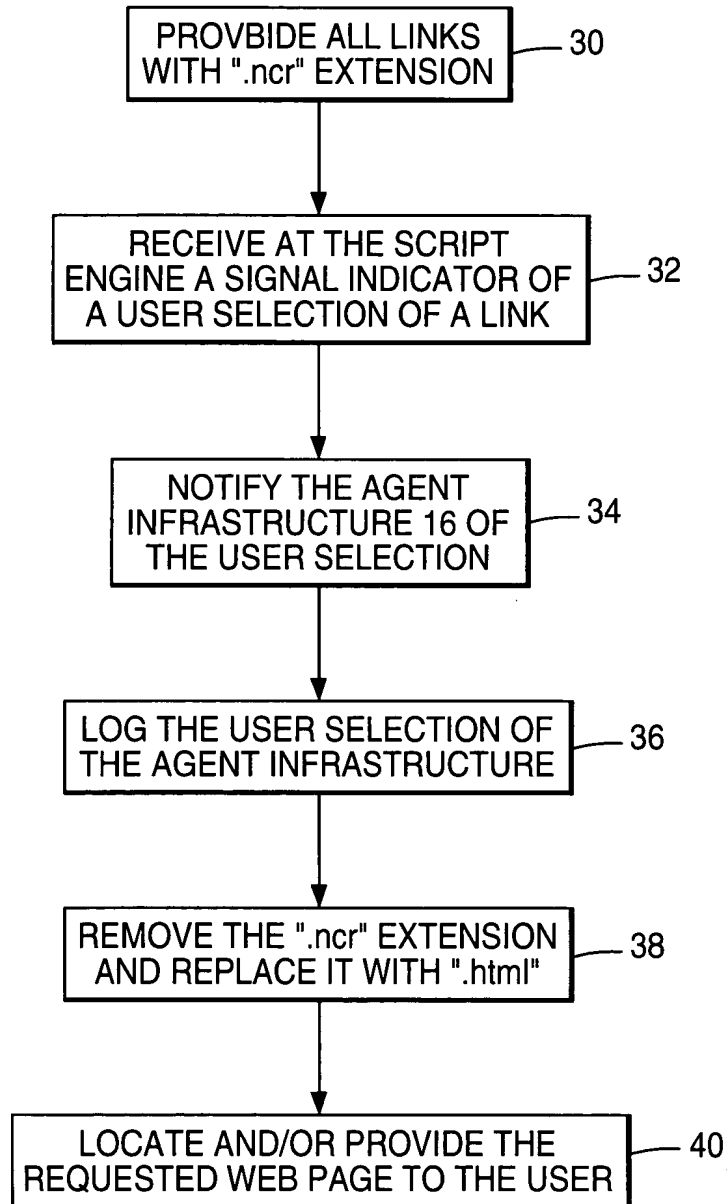 PROVBIDE ALL LINKS
WITH ".ncr" EXTENSION
30
RECEIVE AT THE SCRIPT
ENGINE A SIGNAL INDICATOR OF
A USER SELECTION OF A LINK
32
NOTIFY THE AGENT
INFRASTRUCTURE 16 OF
THE USER SELECTION
34
LOG THE USER SELECTION OF
THE AGENT INFRASTRUCTURE
36
REMOVE THE ".ncr" EXTENSION
AND REPLACE IT WITH ".html"
38
LOCATE AND/OR PROVIDE THE
REQUESTED WEB PAGE TO THE USER
40